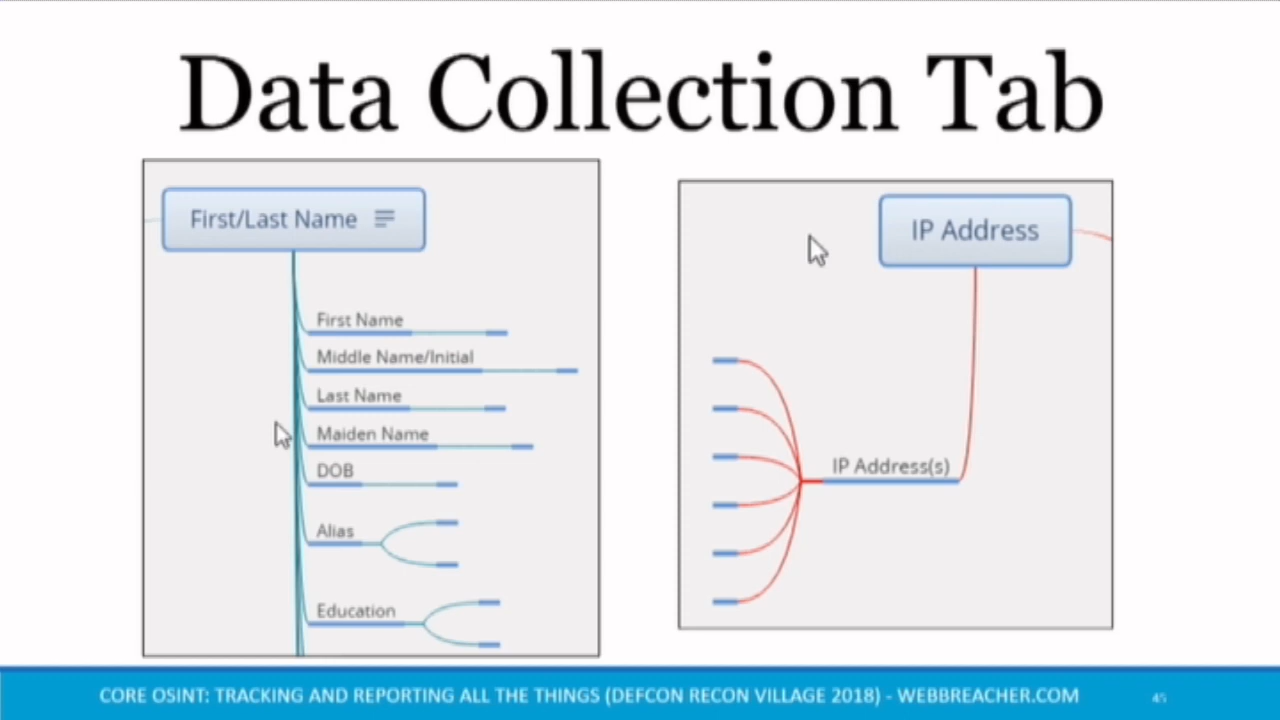 Data Collection Tab
First/Last Name
First Name
Middle Name/Initial
Last Name
Maiden Name
DOB
Alias
Education
IP Address
IP Address(s)
CORE OSINT: TRACKING AND REPORTING ALL THE THINGS (DEFCON RECON VILLAGE 2018) - WEBBREACHER.COM
45